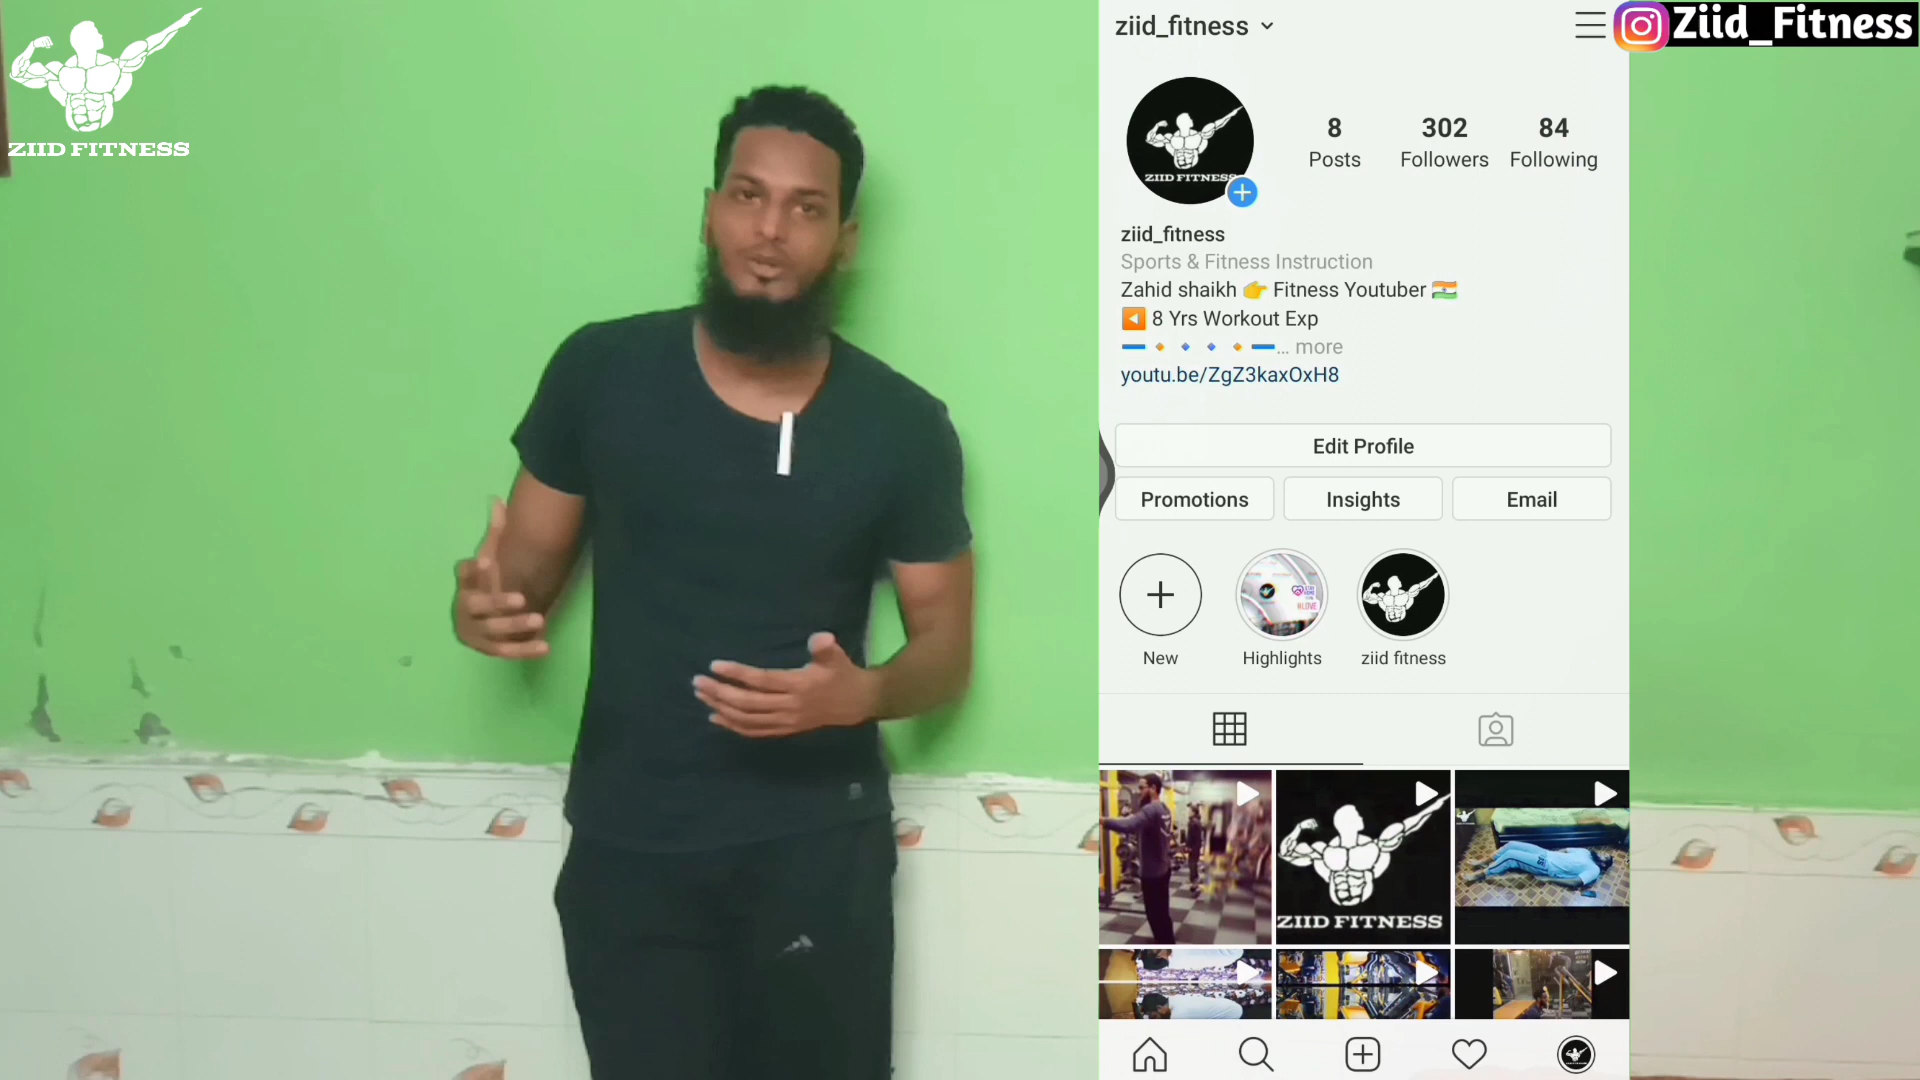 ZIID FITNESS
ziid_fitness
Ziid_Fitness
ZIID FITNESS
8
Posts
302
Followers
84
Following
ziid_fitness
Sports & Fitness Instruction
Zahid shaikh 👉 Fitness Youtuber 🇮🇳
◀️ 8 Yrs Workout Exp
➖🔸🔹🔹🔸➖... more
youtu.be/ZgZ3kaxOxH8
Edit Profile
Promotions
Insights
Email
#LOVE
New
Highlights
ziid fitness
ZIID FITNESS